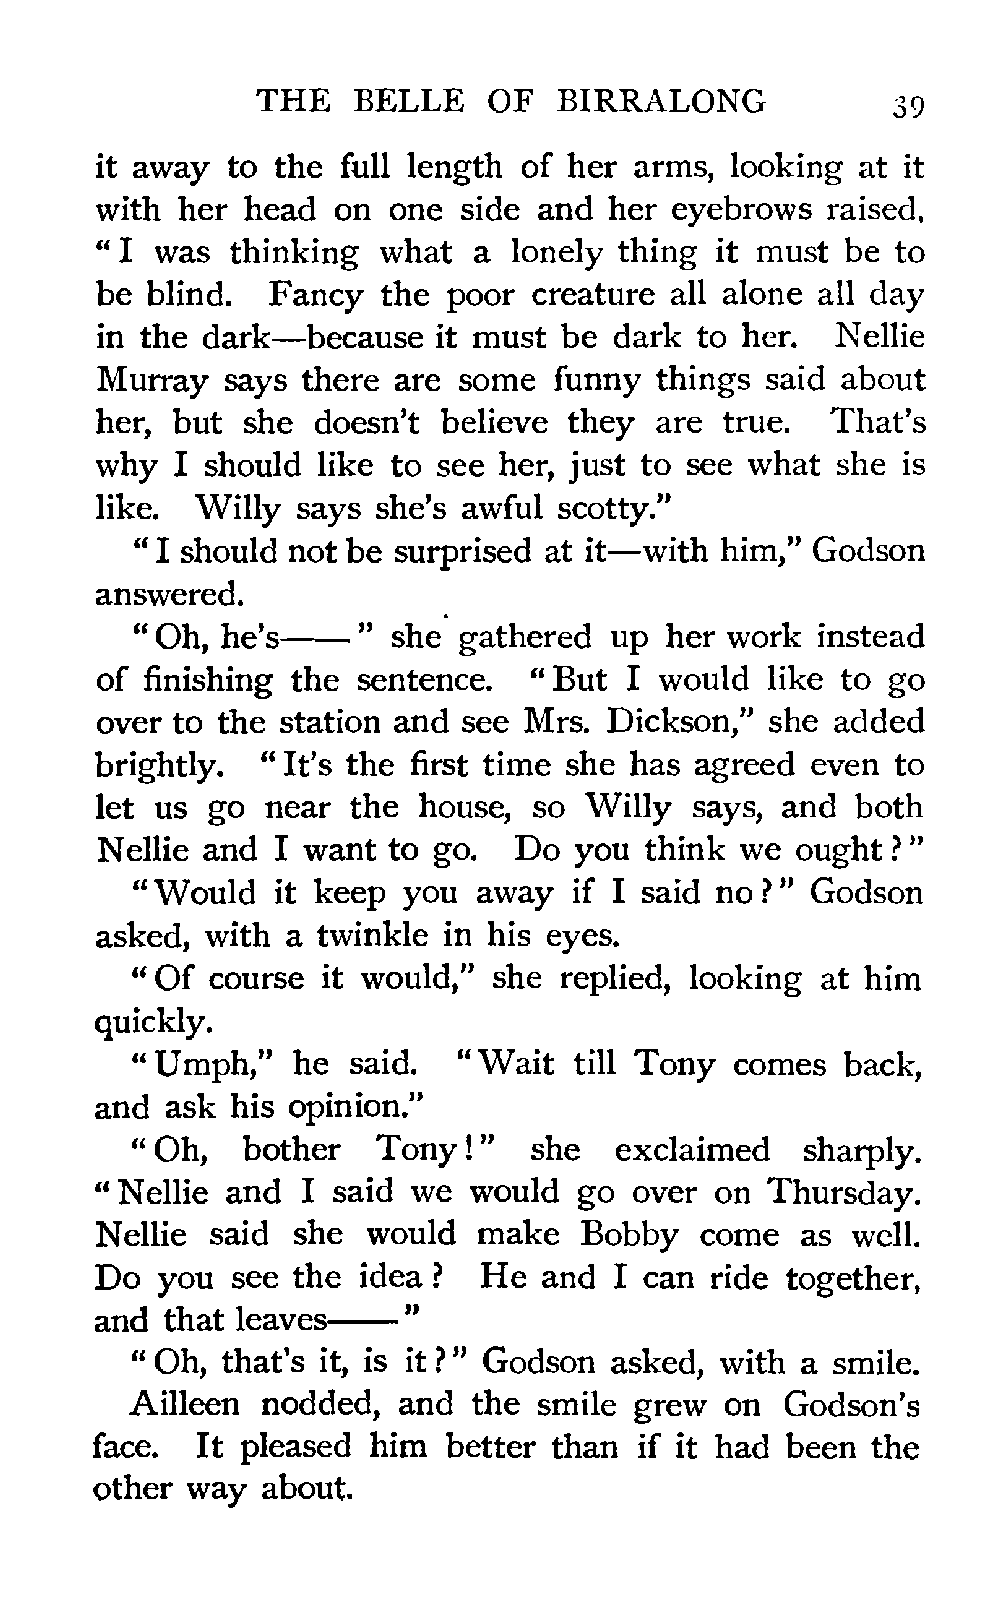 THE BELLE OF BIRRALONG 39
it away to the full length of her arms, looking at it
with her head on one side and her eyebrows raised,
"I was thinking what a lonely thing it must be to
be blind. Fancy the poor creature all alone all day
in the dark—because it must be dark to her. Nellie
Murray says there are some funny things said about
her, but she doesn't believe they are true. That's
why I should like to see her, just to see what she is
like. Willy says she's awful scotty."
"I should not be surprised at it—with him," Godson
answered.
"Oh, he's——" she gathered up her work instead
of finishing the sentence. "But I would like to go
over to the station and see Mrs. Dickson," she added
brightly. "It's the first time she has agreed even to
let us go near the house, so Willy says, and both
Nellie and I want to go. Do you think we ought?"
"Would it keep you away if I said no?" Godson
asked, with a twinkle in his eyes.
"Of course it would," she replied, looking at him
quickly.
"Umph," he said. "Wait till Tony comes back,
and ask his opinion."
"Oh, bother Tony!" she exclaimed sharply.
"Nellie and I said we would go over on Thursday.
Nellie said she would make Bobby come as well.
Do you see the idea? He and I can ride together,
and that leaves——"
"Oh, that's it, is it?" Godson asked, with a smile.
Ailleen nodded, and the smile grew on Godson's
face. It pleased him better than if it had been the
other way about.